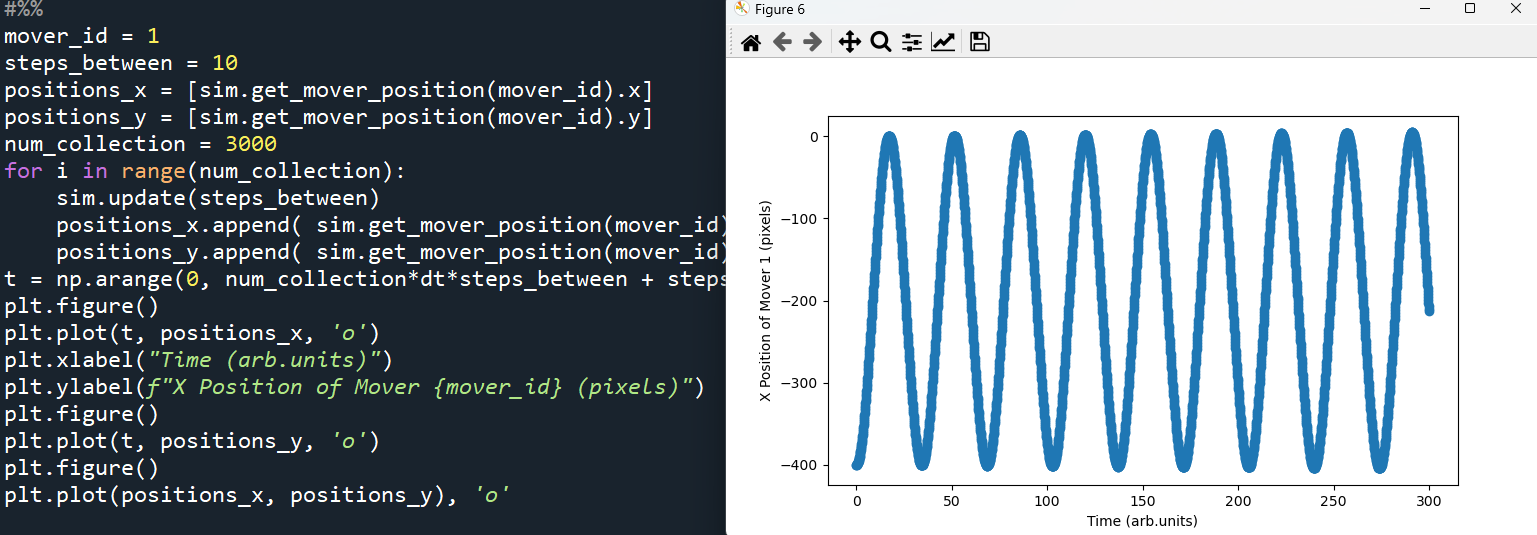 #%%
mover_id = 1
steps_between = 10
positions_x = [sim.get_mover_position(mover_id).x]
positions_y = [sim.get_mover_position(mover_id).y]
num_collection = 3000
for i in range(num_collection):
    sim.update(steps_between)
    positions_x.append( sim.get_mover_position(mover_id)
    positions_y.append( sim.get_mover_position(mover_id)
t = np.arange(0, num_collection*dt*steps_between + steps
plt.figure()
plt.plot(t, positions_x, 'o')
plt.xlabel("Time (arb.units)")
plt.ylabel(f"X Position of Mover {mover_id} (pixels)")
plt.figure()
plt.plot(t, positions_y, 'o')
plt.figure()
plt.plot(positions_x, positions_y), 'o'
Figure 6
X Position of Mover 1 (pixels)
0
−100
−200
−300
−400
0 50 100 150 200 250 300
Time (arb.units)